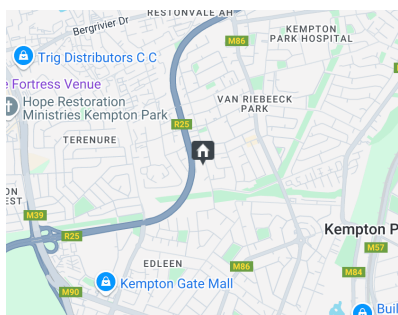 RESTONVALE AH
Bergrivier Dr
KEMPTON
PARK HOSPITAL
M86
Trig Distributors C C
e Fortress Venue
VAN RIEBEECK
PARK
Hope Restoration
Ministries Kempton Park
R25
TERENURE
ON
EST
M39
R25
Kempton P
M57
EDLEEN
M86
M84
Kempton Gate Mall
M90
Buil